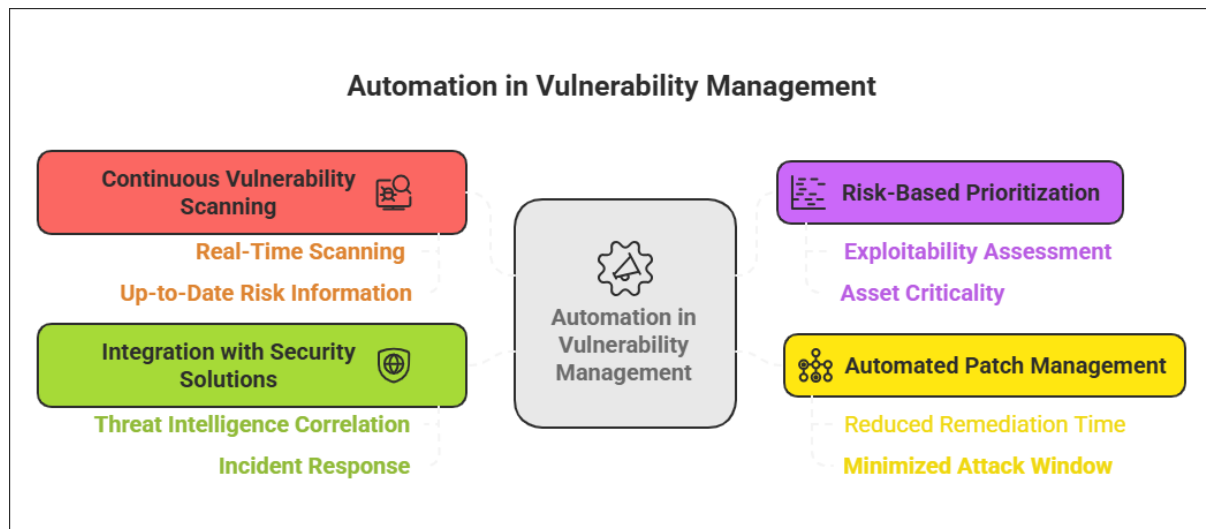 Automation in Vulnerability Management
Continuous Vulnerability
Scanning
Real-Time Scanning
Up-to-Date Risk Information
Integration with Security
Solutions
Threat Intelligence Correlation
Incident Response
Automation in
Vulnerability
Management
Risk-Based Prioritization
Exploitability Assessment
Asset Criticality
Automated Patch Management
Reduced Remediation Time
Minimized Attack Window